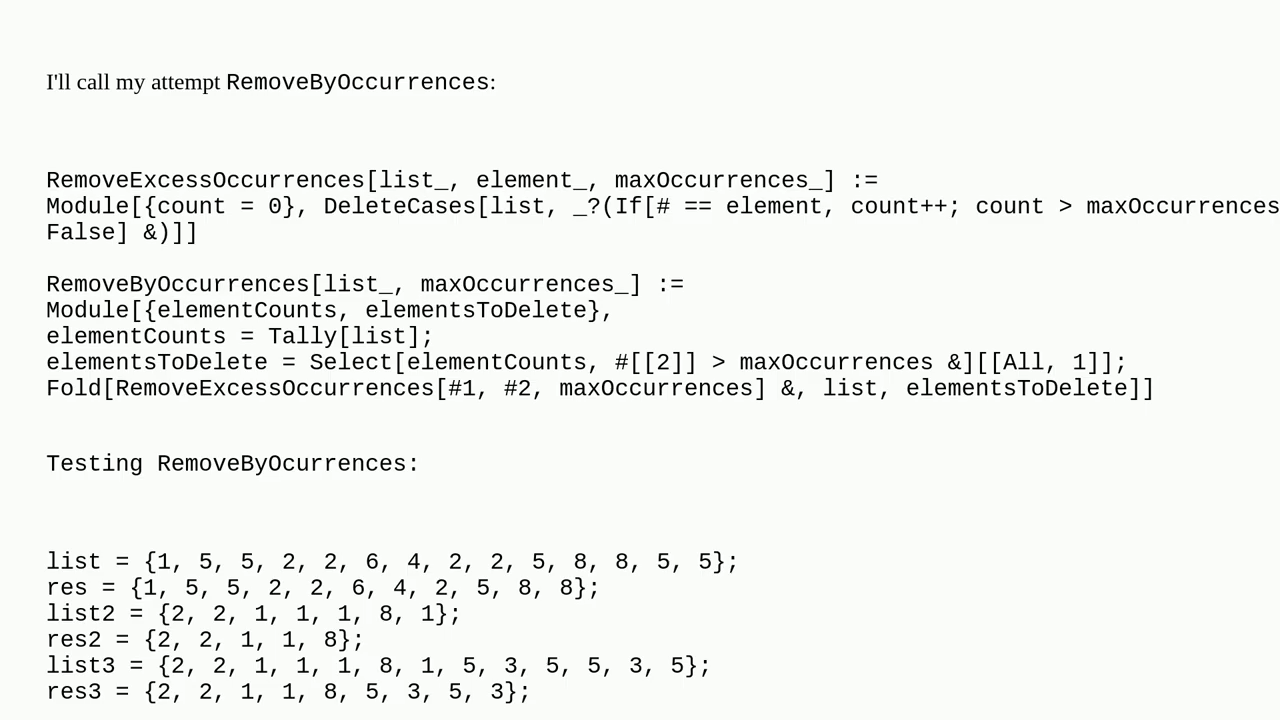 I'll call my attempt RemoveByOccurrences:
RemoveExcessOccurrences[list_, element_, maxOccurrences_] :=
Module[{count = 0}, DeleteCases[list, _?(If[# == element, count++; count > maxOccurrences
False] &)]]
RemoveByOccurrences[list_, maxOccurrences_] :=
Module[{elementCounts, elementsToDelete},
elementCounts = Tally[list];
elementsToDelete = Select[elementCounts, #[[2]] > maxOccurrences &][[All, 1]];
Fold[RemoveExcessOccurrences[#1, #2, maxOccurrences] &, list, elementsToDelete]]
Testing RemoveByOcurrences:
list = {1, 5, 5, 2, 2, 6, 4, 2, 2, 5, 8, 8, 5, 5};
res = {1, 5, 5, 2, 2, 6, 4, 2, 5, 8, 8};
list2 = {2, 2, 1, 1, 1, 8, 1};
res2 = {2, 2, 1, 1, 8};
list3 = {2, 2, 1, 1, 1, 8, 1, 5, 3, 5, 5, 3, 5};
res3 = {2, 2, 1, 1, 8, 5, 3, 5, 3};